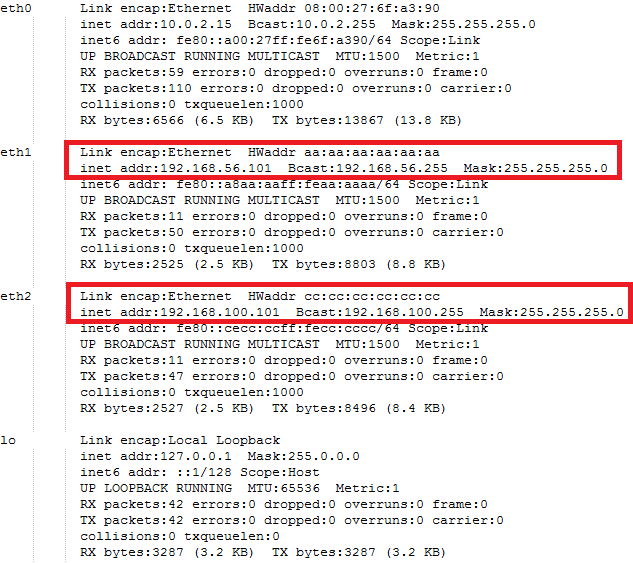 eth0 Link encap:Ethernet HWaddr 08:00:27:6f:a3:90
inet addr:10.0.2.15 Bcast:10.0.2.255 Mask:255.255.255.0
inet6 addr: fe80::a00:27ff:fe6f:a390/64 Scope:Link
UP BROADCAST RUNNING MULTICAST MTU:1500 Metric:1
RX packets:59 errors:0 dropped:0 overruns:0 frame:0
TX packets:110 errors:0 dropped:0 overruns:0 carrier:0
collisions:0 txqueuelen:1000
RX bytes:6566 (6.5 KB) TX bytes:13867 (13.8 KB)
eth1 Link encap:Ethernet HWaddr aa:aa:aa:aa:aa:aa
inet addr:192.168.56.101 Bcast:192.168.56.255 Mask:255.255.255.0
inet6 addr: fe80::a8aa:aaff:feaa:aaaa/64 Scope:Link
UP BROADCAST RUNNING MULTICAST MTU:1500 Metric:1
RX packets:11 errors:0 dropped:0 overruns:0 frame:0
TX packets:50 errors:0 dropped:0 overruns:0 carrier:0
collisions:0 txqueuelen:1000
RX bytes:2525 (2.5 KB) TX bytes:8803 (8.8 KB)
eth2 Link encap:Ethernet HWaddr cc:cc:cc:cc:cc:cc
inet addr:192.168.100.101 Bcast:192.168.100.255 Mask:255.255.255.0
inet6 addr: fe80::cecc:ccff:fecc:cccc/64 Scope:Link
UP BROADCAST RUNNING MULTICAST MTU:1500 Metric:1
RX packets:11 errors:0 dropped:0 overruns:0 frame:0
TX packets:47 errors:0 dropped:0 overruns:0 carrier:0
collisions:0 txqueuelen:1000
RX bytes:2527 (2.5 KB) TX bytes:8496 (8.4 KB)
lo Link encap:Local Loopback
inet addr:127.0.0.1 Mask:255.0.0.0
inet6 addr: ::1/128 Scope:Host
UP LOOPBACK RUNNING MTU:65536 Metric:1
RX packets:42 errors:0 dropped:0 overruns:0 frame:0
TX packets:42 errors:0 dropped:0 overruns:0 carrier:0
collisions:0 txqueuelen:0
RX bytes:3287 (3.2 KB) TX bytes:3287 (3.2 KB)